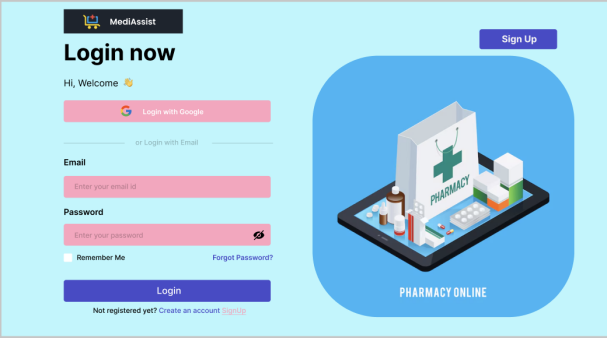 MediAssist
Sign Up
Login now
Hi, Welcome 👋
Login with Google
or Login with Email
Email
Enter your email id
Password
Enter your password
Remember Me
Forgot Password?
Login
Not registered yet? Create an account SignUp
PHARMACY
PHARMACY ONLINE